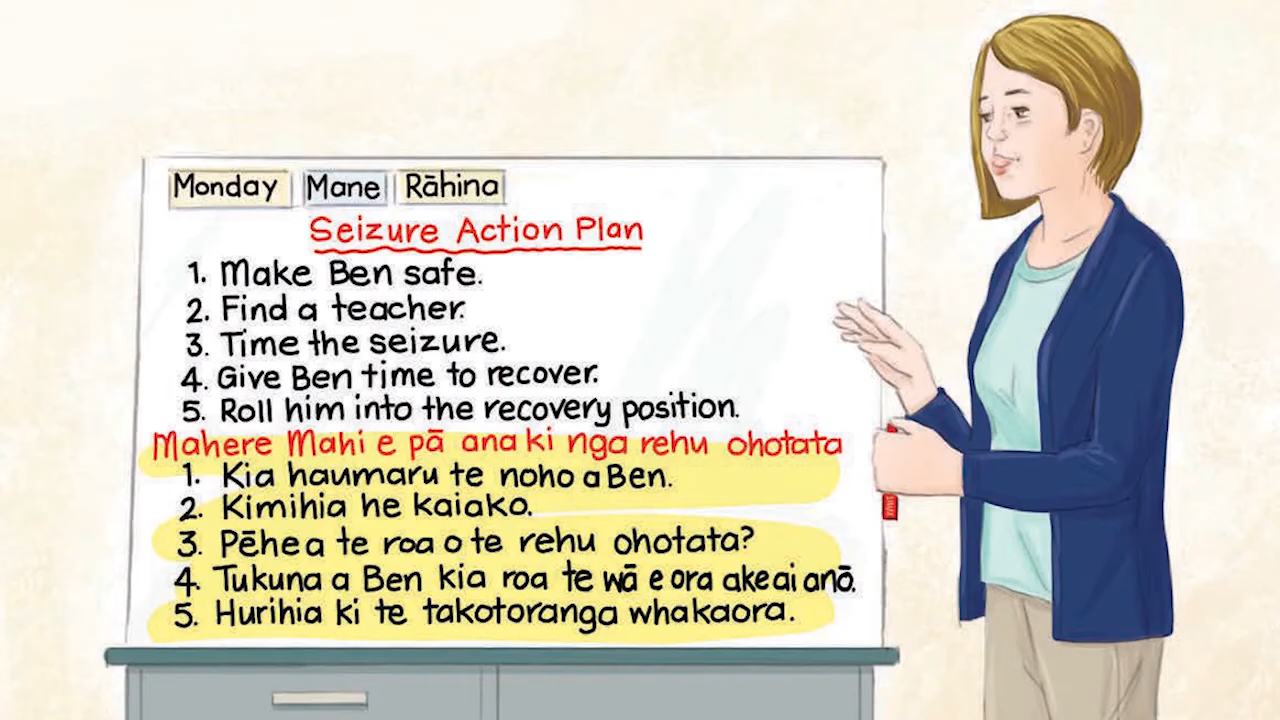 Monday Mane Rāhina
Seizure Action Plan
1. Make Ben safe.
2. Find a teacher.
3. Time the seizure.
4. Give Ben time to recover.
5. Roll him into the recovery position.
Mahere Mahi e pā ana ki nga rehu ohotata
1. Kia haumaru te noho a Ben.
2. Kimihia he kaiako.
3. Pēhea te roa o te rehu ohotata?
4. Tukuna a Ben kia roa te wā e ora ake ai anō.
5. Hurihia ki te takotoranga whakaora.